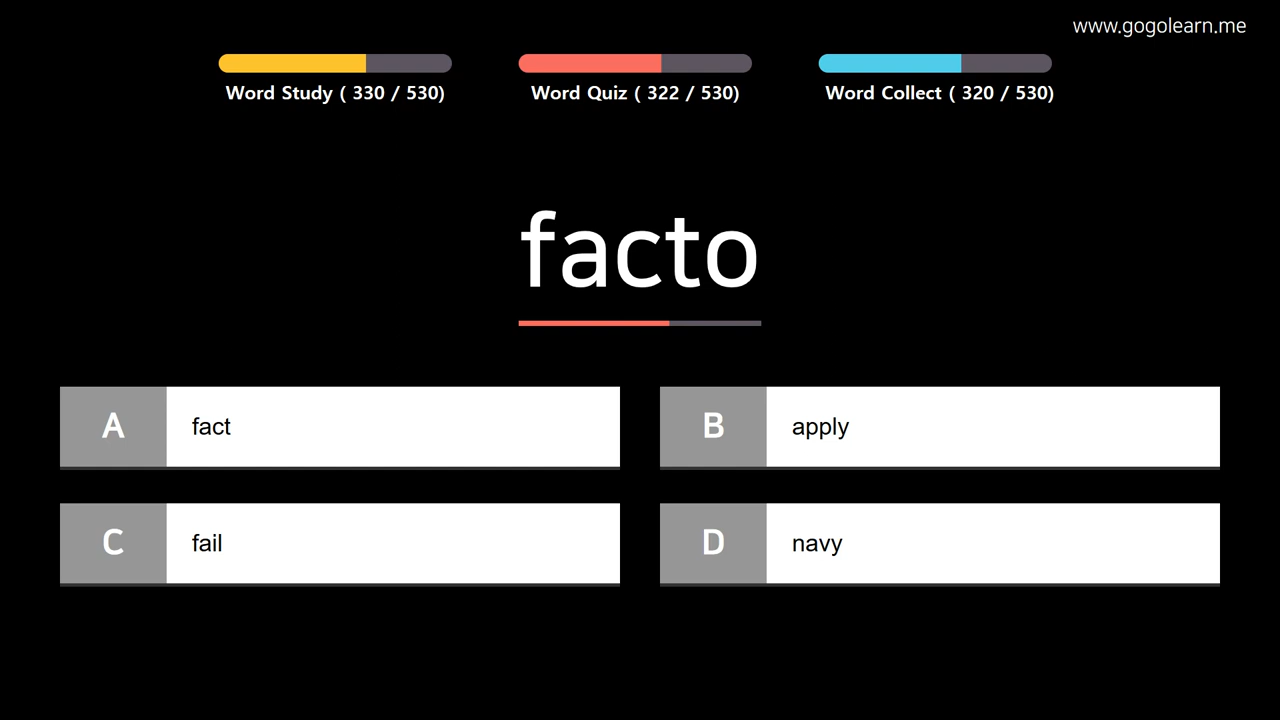 www.gogolearn.me
Word Study ( 330 / 530)
Word Quiz ( 322 / 530)
Word Collect ( 320 / 530)
facto
A
fact
B
apply
C
fail
D
navy